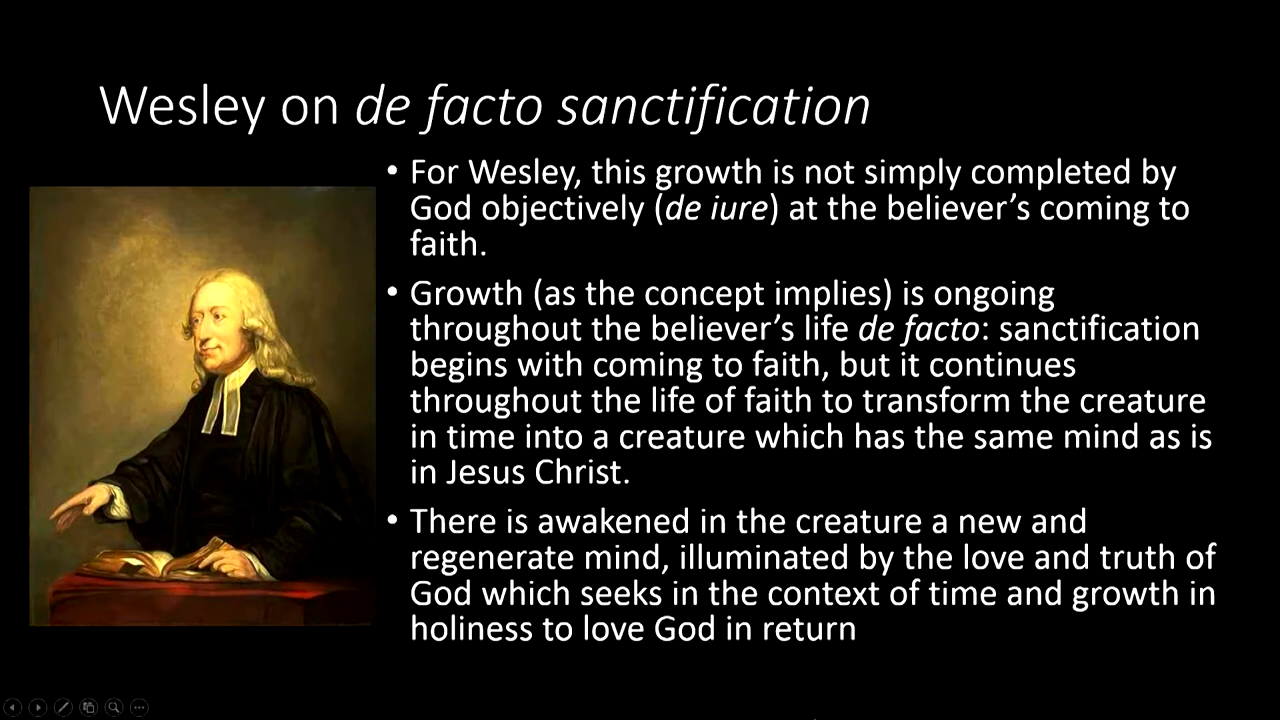 Wesley on de facto sanctification
• For Wesley, this growth is not simply completed by
God objectively (de iure) at the believer’s coming to
faith.
• Growth (as the concept implies) is ongoing
throughout the believer’s life de facto: sanctification
begins with coming to faith, but it continues
throughout the life of faith to transform the creature
in time into a creature which has the same mind as is
in Jesus Christ.
• There is awakened in the creature a new and
regenerate mind, illuminated by the love and truth of
God which seeks in the context of time and growth in
holiness to love God in return